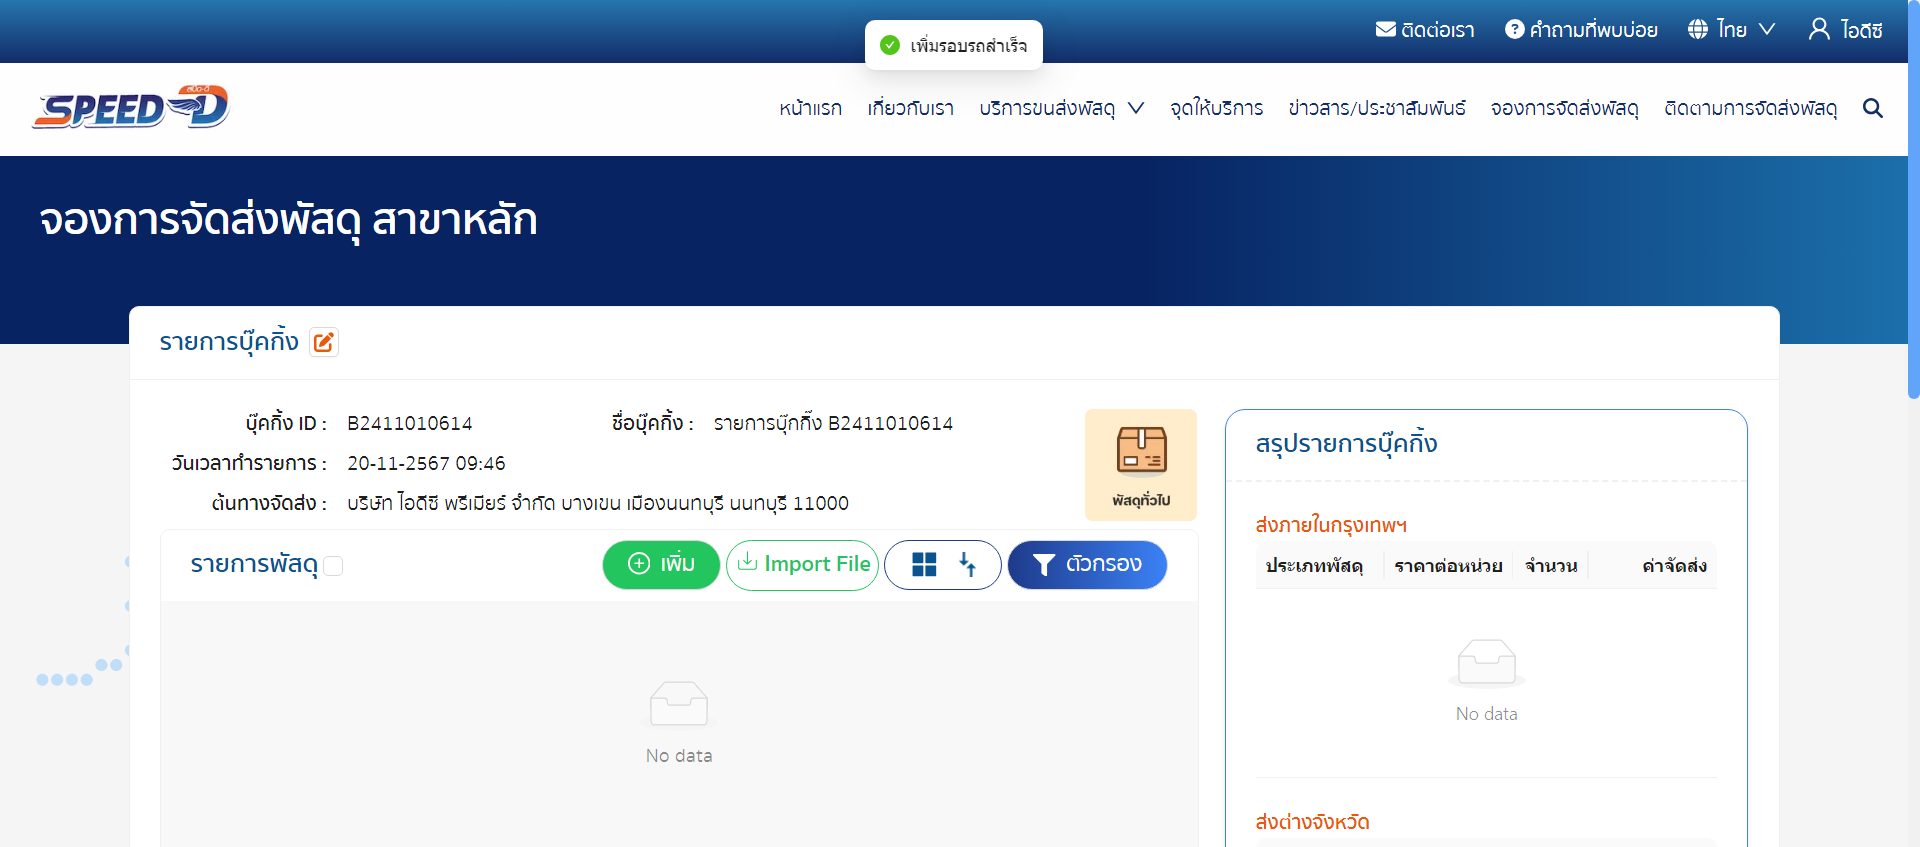 ติดต่อเรา คำถามที่พบบ่อย ไทย ไอดีซี
เพิ่มรอบรถสำเร็จ
สปีด-ดี
SPEED-D
หน้าแรก เกี่ยวกับเรา บริการขนส่งพัสดุ จุดให้บริการ ข่าวสาร/ประชาสัมพันธ์ จองการจัดส่งพัสดุ ติดตามการจัดส่งพัสดุ
จองการจัดส่งพัสดุ สาขาหลัก
รายการบุ๊คกิ้ง
บุ๊คกิ้ง ID : B2411010614 ชื่อบุ๊คกิ้ง : รายการบุ๊กกิ๊ง B2411010614
วันเวลาทำรายการ : 20-11-2567 09:46
ต้นทางจัดส่ง : บริษัท ไอดีซี พรีเมียร์ จำกัด บางเขน เมืองนนทบุรี นนทบุรี 11000
พัสดุทั่วไป
รายการพัสดุ เพิ่ม Import File ตัวกรอง
No data
สรุปรายการบุ๊คกิ้ง
ส่งภายในกรุงเทพฯ
ประเภทพัสดุ ราคาต่อหน่วย จำนวน ค่าจัดส่ง
No data
ส่งต่างจังหวัด